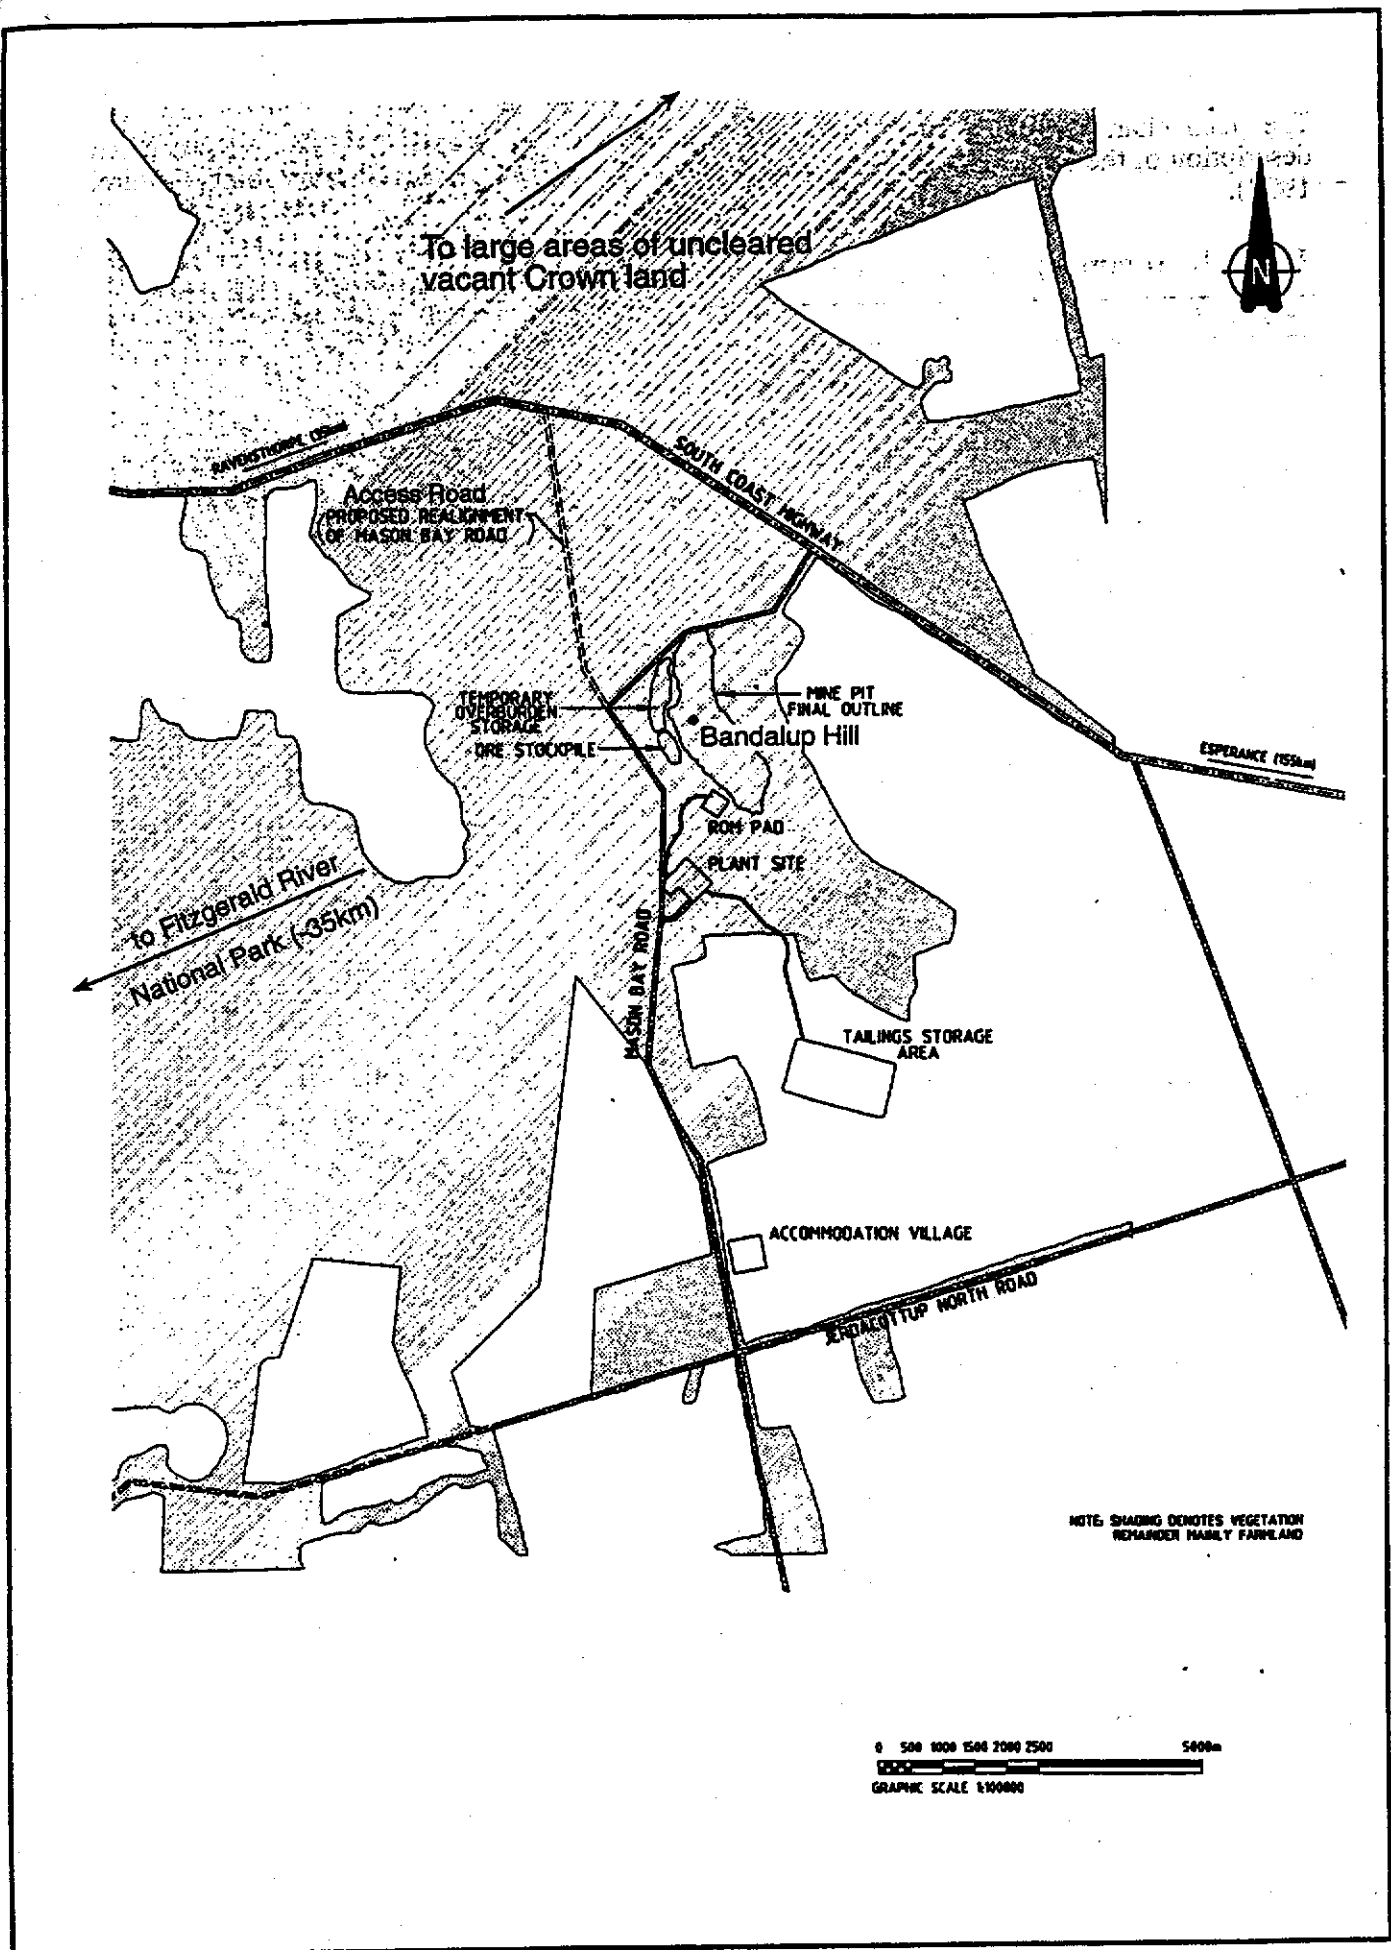 To large areas of uncleared
vacant Crown land
N
RAVENSTHORPE (35km)
SOUTH COAST HIGHWAY
Access Road
(PROPOSED REALIGNMENT
OF MASON BAY ROAD)
TEMPORARY
OVERBURDEN
STORAGE
ORE STOCKPILE
MINE PIT
FINAL OUTLINE
Bandalup Hill
ESPERANCE (155km)
ROM PAD
PLANT SITE
to Fitzgerald River
National Park (~35km)
MASON BAY ROAD
TAILINGS STORAGE
AREA
ACCOMMODATION VILLAGE
JERDACOTTUP NORTH ROAD
NOTE: SHADING DENOTES VEGETATION
REMAINDER MAINLY FARMLAND
0 500 1000 1500 2000 2500 5000m
GRAPHIC SCALE 1:100000